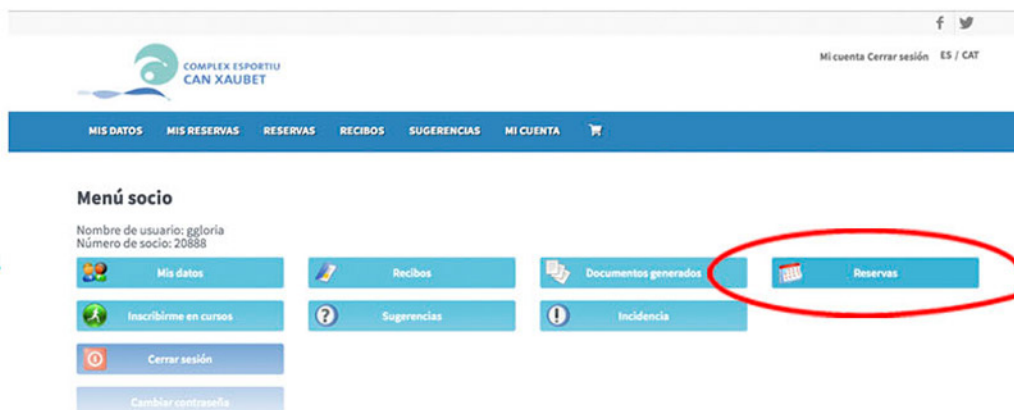 Mi cuenta Cerrar sesión ES / CAT
COMPLEX ESPORTIU
CAN XAUBET
MIS DATOS MIS RESERVAS RESERVAS RECIBOS SUGERENCIAS MI CUENTA
Menú socio
Nombre de usuario: ggloria
Número de socio: 20888
Mis datos Recibos Documentos generados Reservas
Inscribirme en cursos Sugerencias Incidencia
Cerrar sesión
Cambiar contraseña